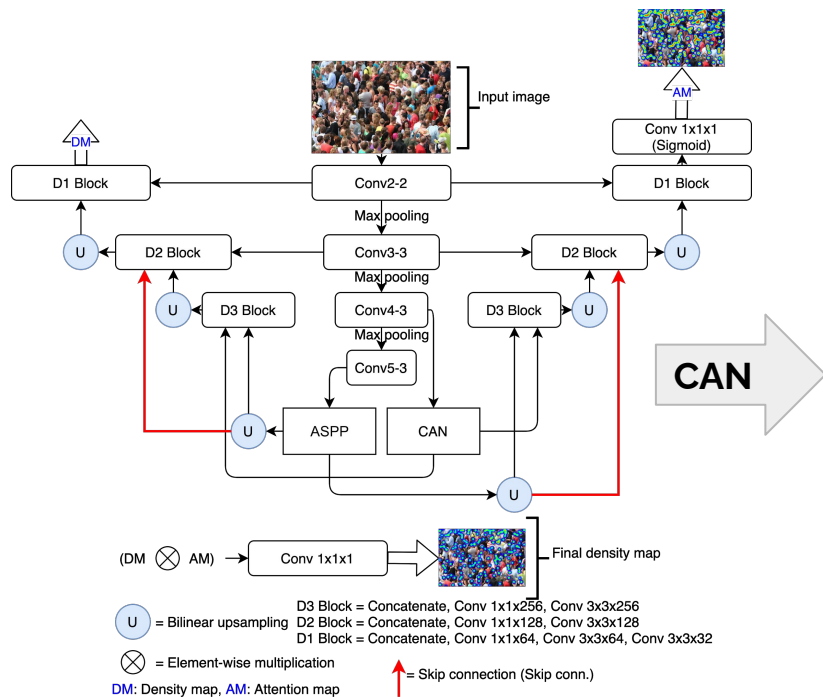 AM
Input image
Conv 1x1x1
(Sigmoid)
DM
D1 Block
Conv2-2
D1 Block
Max pooling
U
D2 Block
Conv3-3
D2 Block
U
Max pooling
U
D3 Block
Conv4-3
D3 Block
U
Max pooling
Conv5-3
CAN
U
ASPP
CAN
U
(DM AM)
Conv 1x1x1
Final density map
D3 Block = Concatenate, Conv 1x1x256, Conv 3x3x256
U = Bilinear upsampling
D2 Block = Concatenate, Conv 1x1x128, Conv 3x3x128
D1 Block = Concatenate, Conv 1x1x64, Conv 3x3x64, Conv 3x3x32
= Element-wise multiplication
DM: Density map, AM: Attention map
= Skip connection (Skip conn.)